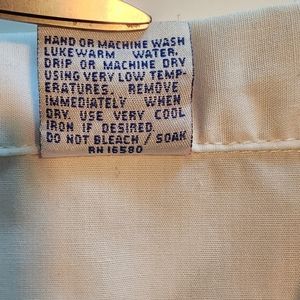 HAND OR MACHINE WASH
LUKEWARM WATER.
DRIP OR MACHINE DRY
USING VERY LOW TEMP-
ERATURES. REMOVE
IMMEDIATELY WHEN
DRY. USE VERY COOL
IRON IF DESIRED.
DO NOT BLEACH / SOAK
RN 16580